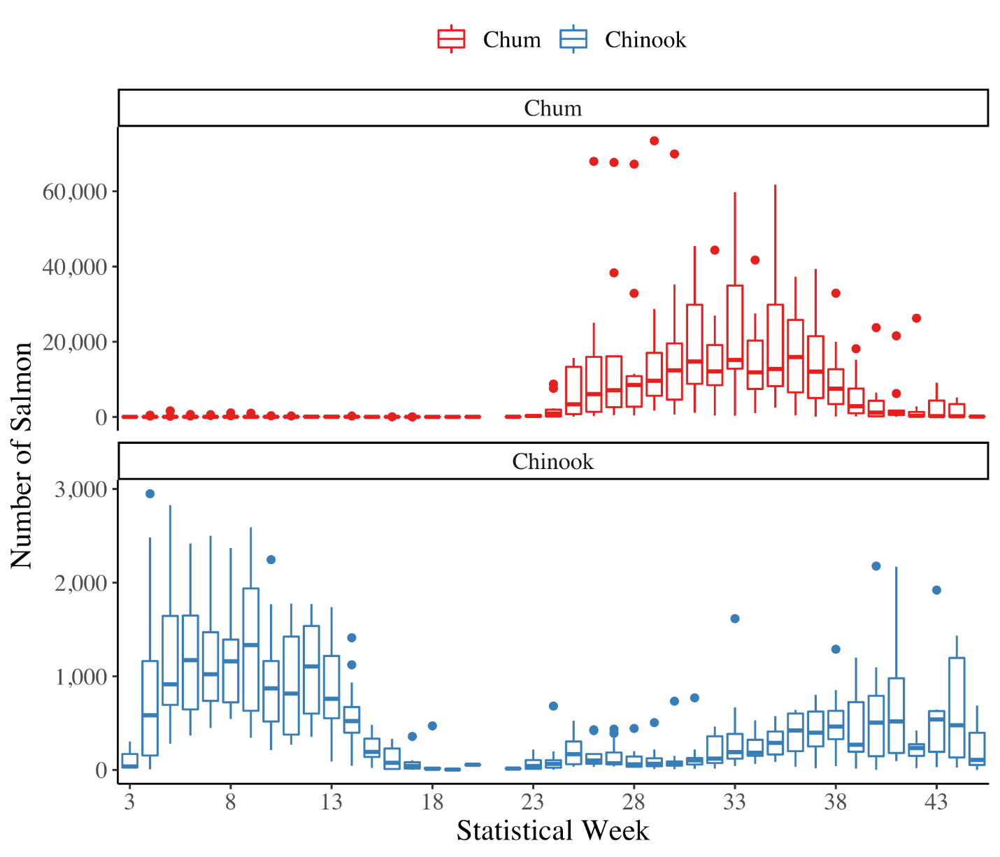 Chum Chinook
Chum
60,000
40,000
20,000
0
Chinook
3,000
2,000
1,000
0
Number of Salmon
3 8 13 18 23 28 33 38 43
Statistical Week